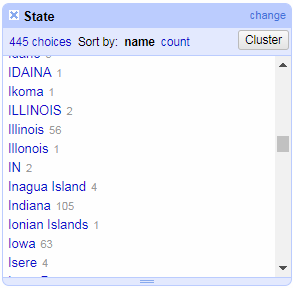 State change
445 choices Sort by: name count Cluster
IDAINA 1
Ikoma 1
ILLINOIS 2
Illinois 56
Illonois 1
IN 2
Inagua Island 4
Indiana 105
Ionian Islands 1
Iowa 63
Isere 4